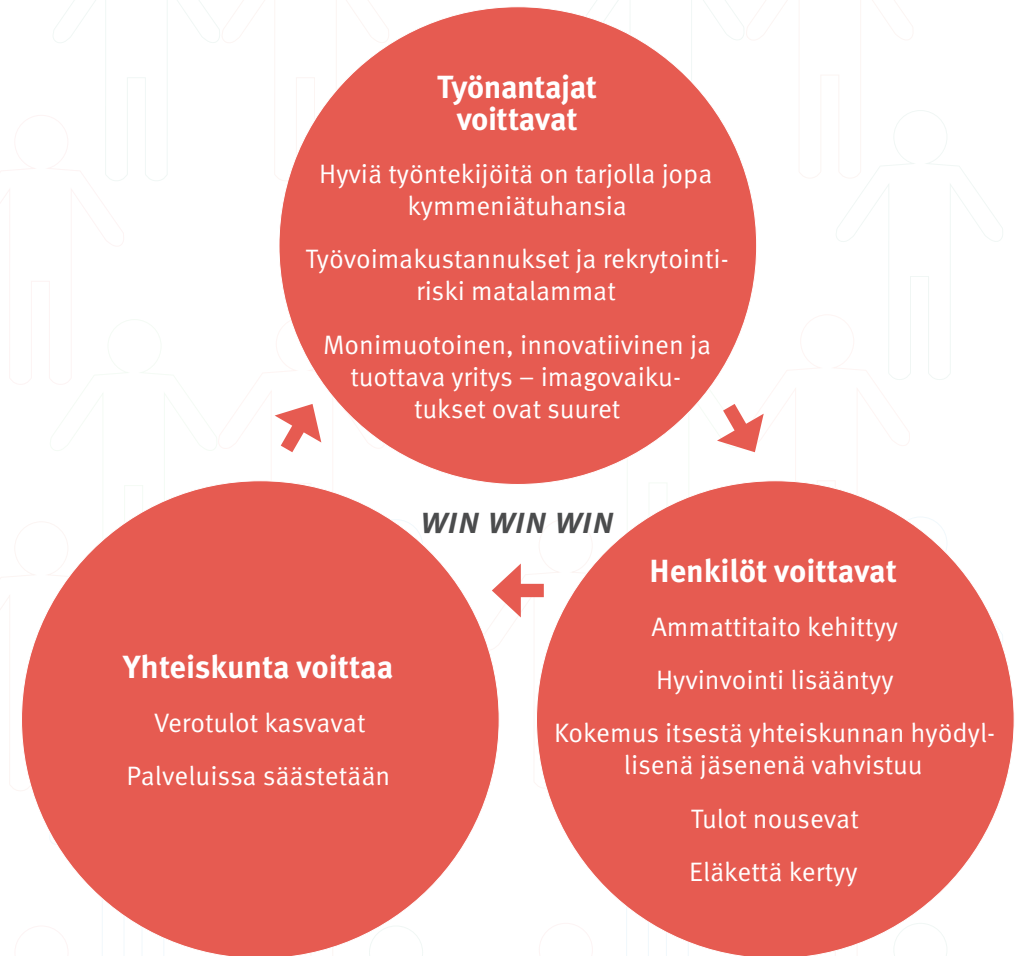 Työnantajat
voittavat
Hyviä työntekijöitä on tarjolla jopa
kymmeniätuhansia
Työvoimakustannukset ja rekrytointi-
riski matalammat
Monimuotoinen, innovatiivinen ja
tuottava yritys – imagovaiku-
tukset ovat suuret
WIN WIN WIN
Henkilöt voittavat
Ammattitaito kehittyy
Hyvinvointi lisääntyy
Kokemus itsestä yhteiskunnan hyödyl-
lisenä jäsenenä vahvistuu
Tulot nousevat
Eläkettä kertyy
Yhteiskunta voittaa
Verotulot kasvavat
Palveluissa säästetään